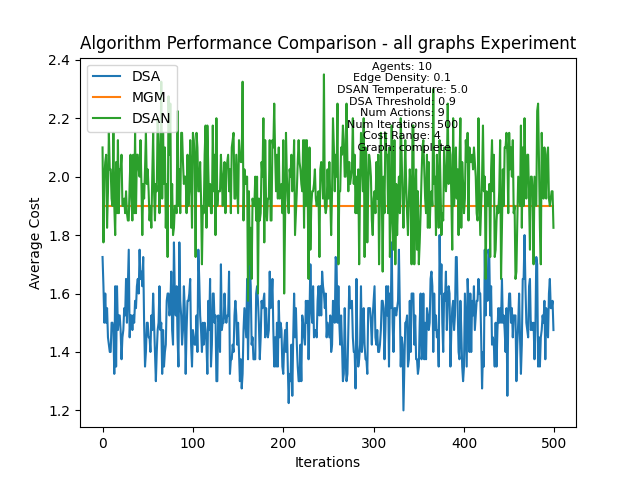 Algorithm Performance Comparison - all graphs Experiment
2.4
2.2
2.0
1.8
1.6
1.4
1.2
Average Cost
DSA
MGM
DSAN
Agents: 10
Edge Density: 0.1
DSAN Temperature: 5.0
DSA Threshold: 0.9
Num Actions: 9
Num Iterations: 500
Cost Range: 4
Graph: complete
0
100
200
300
400
500
Iterations